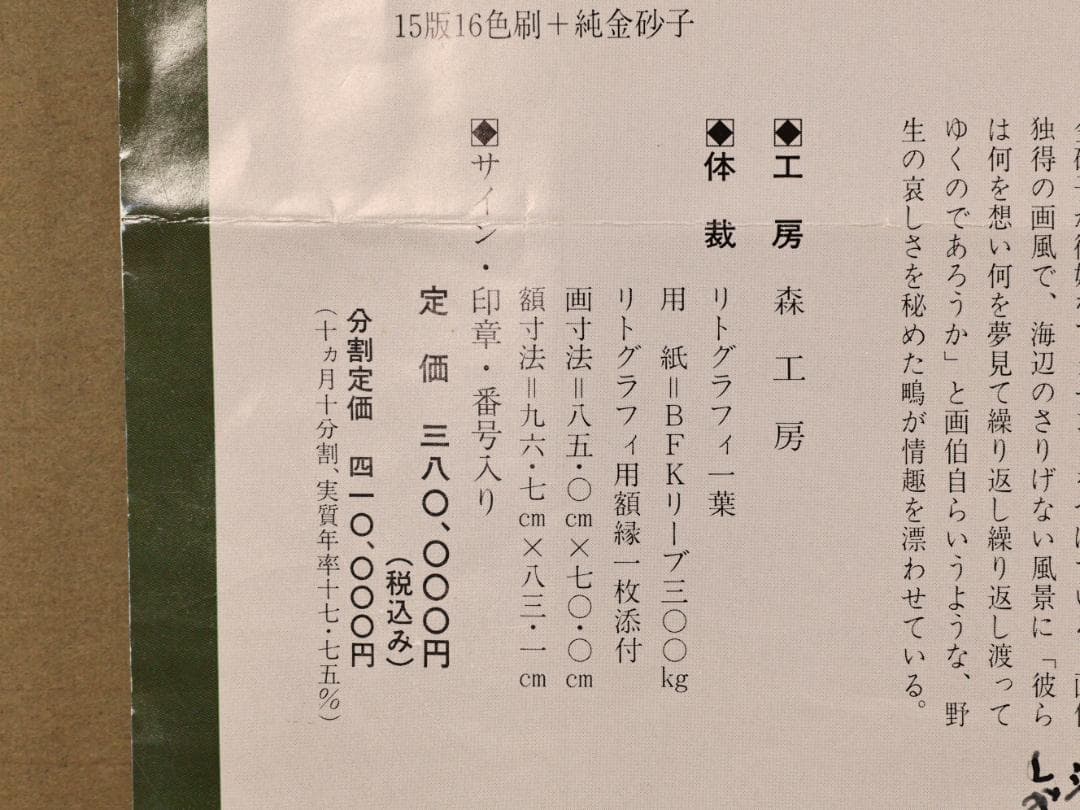 15版16色刷＋純金砂子
独得の画風で、海辺のさりげない風景に「彼ら
は何を想い何を夢見て繰り返し繰り返し渡って
ゆくのであろうか」と画伯自らいうような、野
生の哀しさを秘めた鴫が情趣を漂わせている。
◆工　房　森　工　房
◆体　裁　リトグラフィ一葉
用　紙＝BFKリーブ三〇〇kg
リトグラフィ用額縁一枚添付
画寸法＝八五・〇cm×七〇・〇cm
額寸法＝九六・七cm×八三・一cm
◆サイン・印章・番号入り
定　価　三八〇、〇〇〇円
（税込み）
分割定価　四一〇、〇〇〇円
（十ヵ月十分割、実質年率十七・七五％）